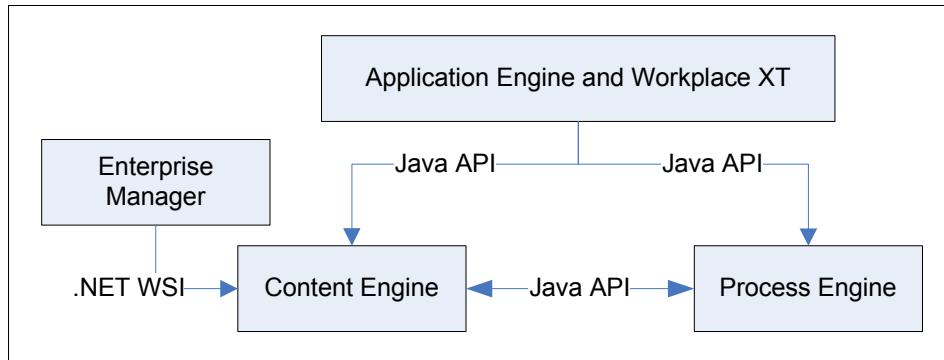 Application Engine and Workplace XT
Enterprise
Manager
Java API
Java API
.NET WSI
Content Engine
Java API
Process Engine